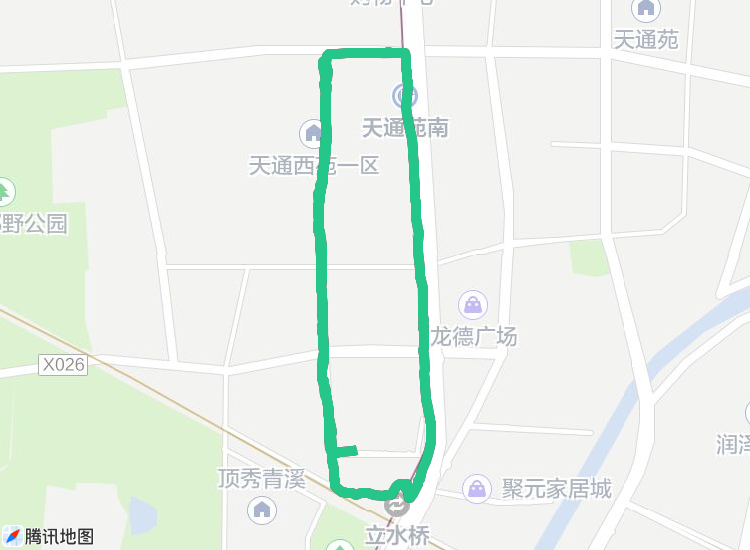 天通苑
天通苑南
天通西苑一区
郊野公园
龙德广场
X026
顶秀青溪
聚元家居城
立水桥
腾讯地图